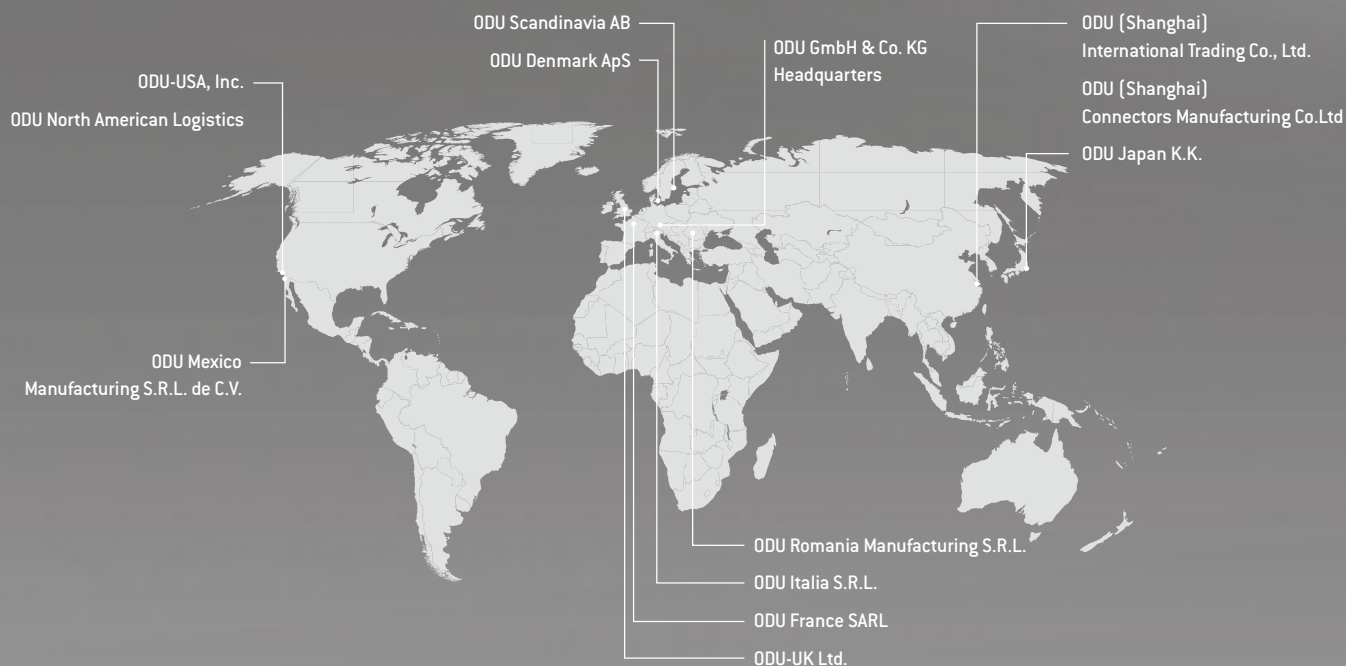 ODU Scandinavia AB
ODU Denmark ApS
ODU GmbH & Co. KG
Headquarters
ODU (Shanghai)
International Trading Co., Ltd.
ODU (Shanghai)
Connectors Manufacturing Co.Ltd
ODU Japan K.K.
ODU-USA, Inc.
ODU North American Logistics
ODU Mexico
Manufacturing S.R.L. de C.V.
ODU Romania Manufacturing S.R.L.
ODU Italia S.R.L.
ODU France SARL
ODU-UK Ltd.